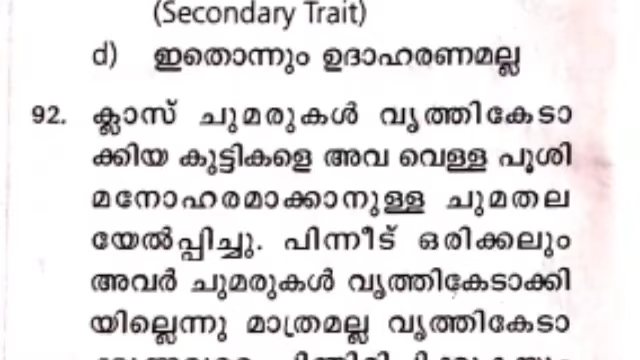 (Secondary Trait)
d) ഇതൊന്നും ഉദാഹരണമല്ല
92. ക്ലാസ് ചുമരുകൾ വൃത്തികേടാ
ക്കിയ കുട്ടികളെ അവ വെള്ള പൂശി
മനോഹരമാക്കാനുള്ള ചുമതല
യേൽപ്പിച്ചു. പിന്നീട് ഒരിക്കലും
അവർ ചുമരുകൾ വൃത്തികേടാക്കി
യില്ലെന്നു മാത്രമല്ല വൃത്തികേടാ